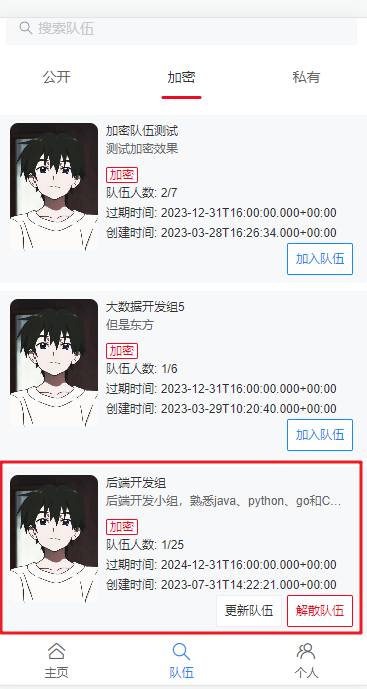 搜索队伍
公开 加密 私有
加密队伍测试
测试加密效果
加密
队伍人数: 2/7
过期时间: 2023-12-31T16:00:00.000+00:00
创建时间: 2023-03-28T16:26:34.000+00:00
加入队伍
大数据开发组5
但是东方
加密
队伍人数: 1/6
过期时间: 2023-12-31T16:00:00.000+00:00
创建时间: 2023-03-29T10:20:40.000+00:00
加入队伍
后端开发组
后端开发小组，熟悉java、python、go和C...
加密
队伍人数: 1/25
过期时间: 2024-12-31T16:00:00.000+00:00
创建时间: 2023-07-31T14:22:21.000+00:00
更新队伍 解散队伍
主页 队伍 个人